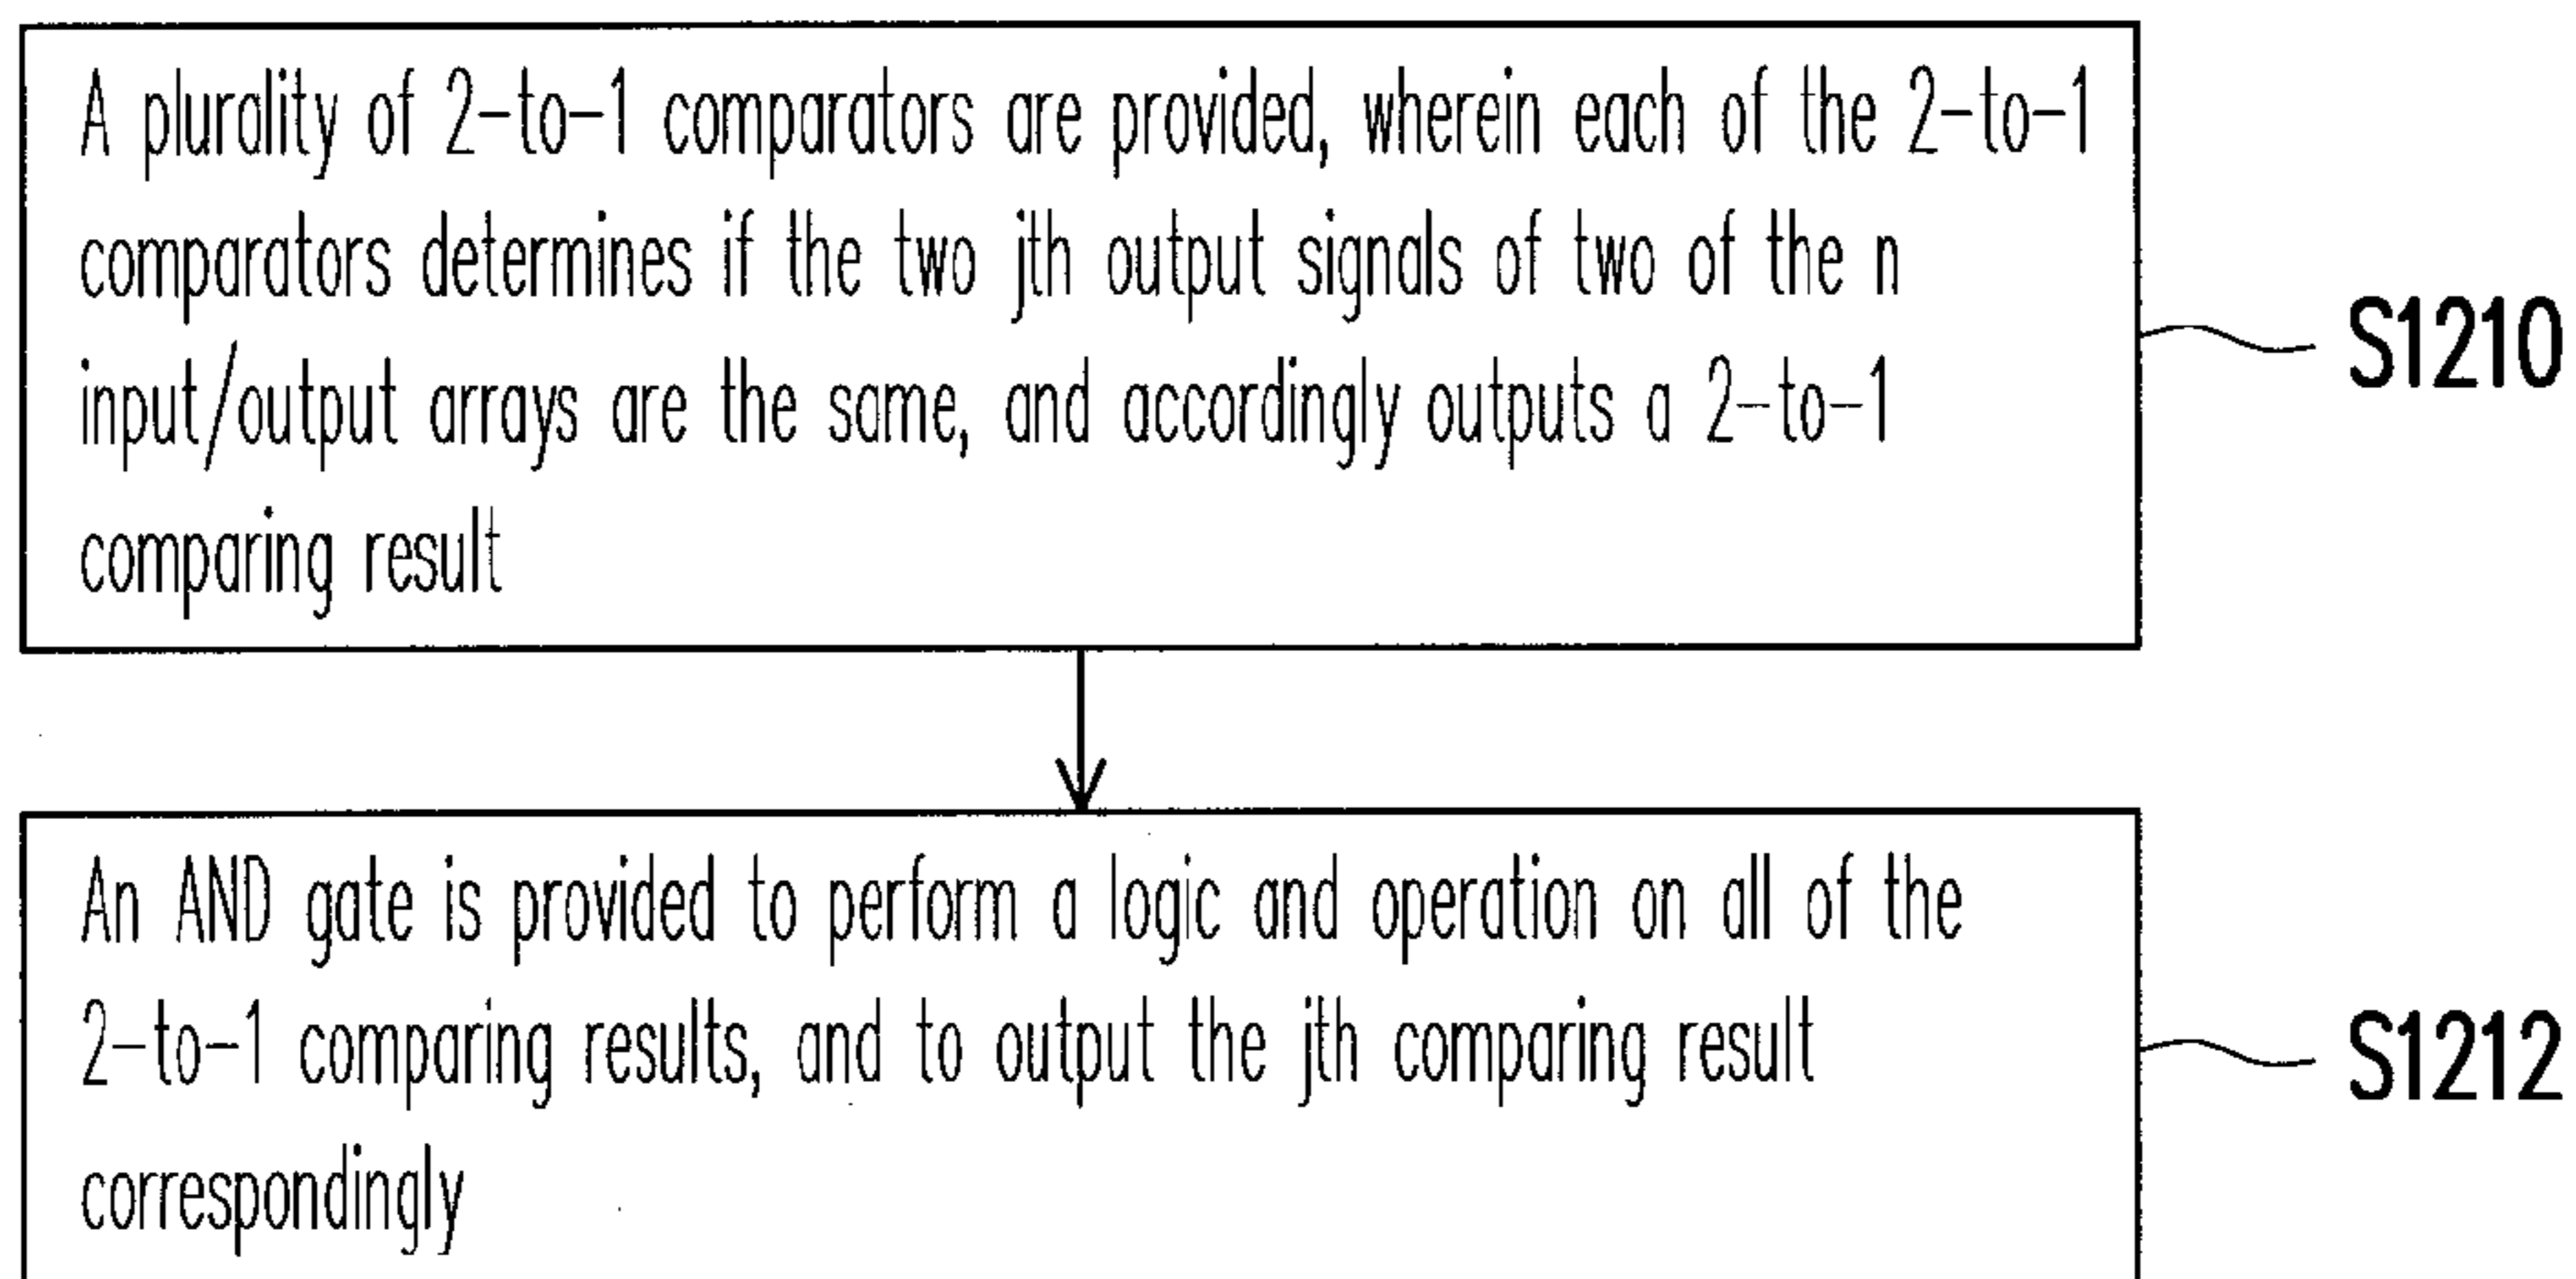 A plurality of 2-to-1 comparators are provided, wherein each of the 2-to-1
comparators determines if the two jth output signals of two of the n
input/output arrays are the same, and accordingly outputs a 2-to-1
comparing result
S1210
An AND gate is provided to perform a logic and operation on all of the
2-to-1 comparing results, and to output the jth comparing result
correspondingly
S1212